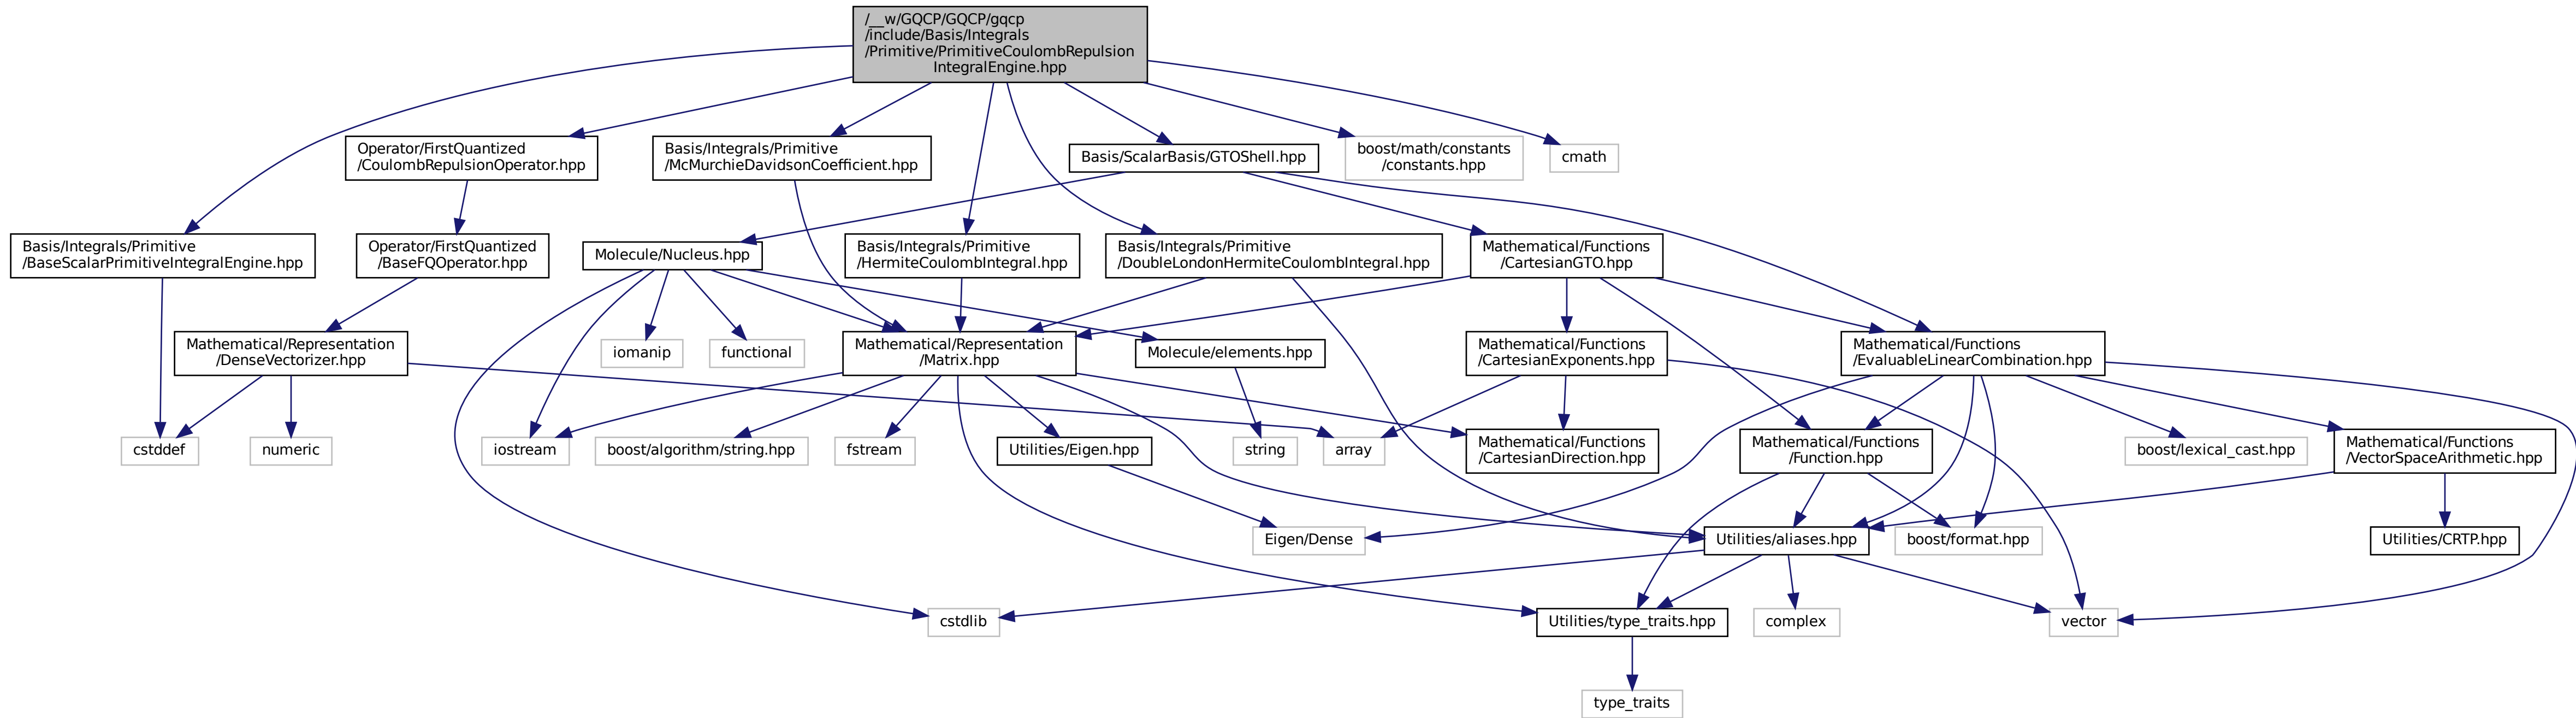 /__w/GQCP/GQCP/gqcp
/include/Basis/Integrals
/Primitive/PrimitiveCoulombRepulsion
IntegralEngine.hpp
Operator/FirstQuantized
/CoulombRepulsionOperator.hpp
Basis/Integrals/Primitive
/McMurchieDavidsonCoefficient.hpp
Basis/ScalarBasis/GTOShell.hpp
boost/math/constants
/constants.hpp
cmath
Basis/Integrals/Primitive
/BaseScalarPrimitiveIntegralEngine.hpp
Operator/FirstQuantized
/BaseFQOperator.hpp
Molecule/Nucleus.hpp
Basis/Integrals/Primitive
/HermiteCoulombIntegral.hpp
Basis/Integrals/Primitive
/DoubleLondonHermiteCoulombIntegral.hpp
Mathematical/Functions
/CartesianGTO.hpp
Mathematical/Representation
/DenseVectorizer.hpp
iomanip
functional
Mathematical/Representation
/Matrix.hpp
Molecule/elements.hpp
Mathematical/Functions
/CartesianExponents.hpp
Mathematical/Functions
/EvaluableLinearCombination.hpp
cstddef
numeric
iostream
boost/algorithm/string.hpp
fstream
Utilities/Eigen.hpp
string
array
Mathematical/Functions
/CartesianDirection.hpp
Mathematical/Functions
/Function.hpp
boost/lexical_cast.hpp
Mathematical/Functions
/VectorSpaceArithmetic.hpp
Eigen/Dense
Utilities/aliases.hpp
boost/format.hpp
Utilities/CRTP.hpp
cstdlib
Utilities/type_traits.hpp
complex
vector
type_traits